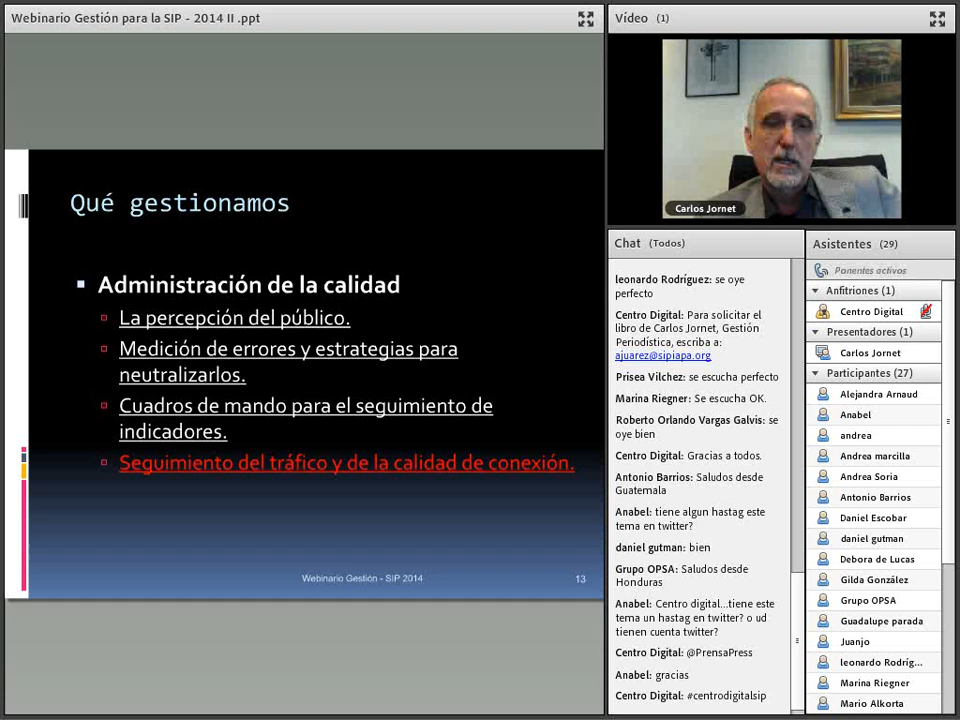 Webinario Gestión para la SIP - 2014 II .ppt
Qué gestionamos
Administración de la calidad
La percepción del público.
Medición de errores y estrategias para
neutralizarlos.
Cuadros de mando para el seguimiento de
indicadores.
Seguimiento del tráfico y de la calidad de conexión.
Webinario Gestión - SIP 2014
13
Vídeo (1)
Carlos Jornet
Chat (Todos)
leonardo Rodríguez: se oye
perfecto
Centro Digital: Para solicitar el
libro de Carlos Jornet, Gestión
Periodística, escriba a:
ajuarez@sipiapa.org
Prisea Vilchez: se escucha perfecto
Marina Riegner: Se escucha OK.
Roberto Orlando Vargas Galvis: se
oye bien
Centro Digital: Gracias a todos.
Antonio Barrios: Saludos desde
Guatemala
Anabel: tiene algun hastag este
tema en twitter?
daniel gutman: bien
Grupo OPSA: Saludos desde
Honduras
Anabel: Centro digital...tiene este
tema un hastag en twitter? o ud
tienen cuenta twitter?
Centro Digital: @PrensaPress
Anabel: gracias
Centro Digital: #centrodigitalsip
Asistentes (29)
Ponentes activos
Anfitriones (1)
Centro Digital
Presentadores (1)
Carlos Jornet
Participantes (27)
Alejandra Arnaud
Anabel
andrea
Andrea marcilla
Andrea Soria
Antonio Barrios
Daniel Escobar
daniel gutman
Debora de Lucas
Gilda González
Grupo OPSA
Guadalupe parada
Juanjo
leonardo Rodríg...
Marina Riegner
Mario Alkorta